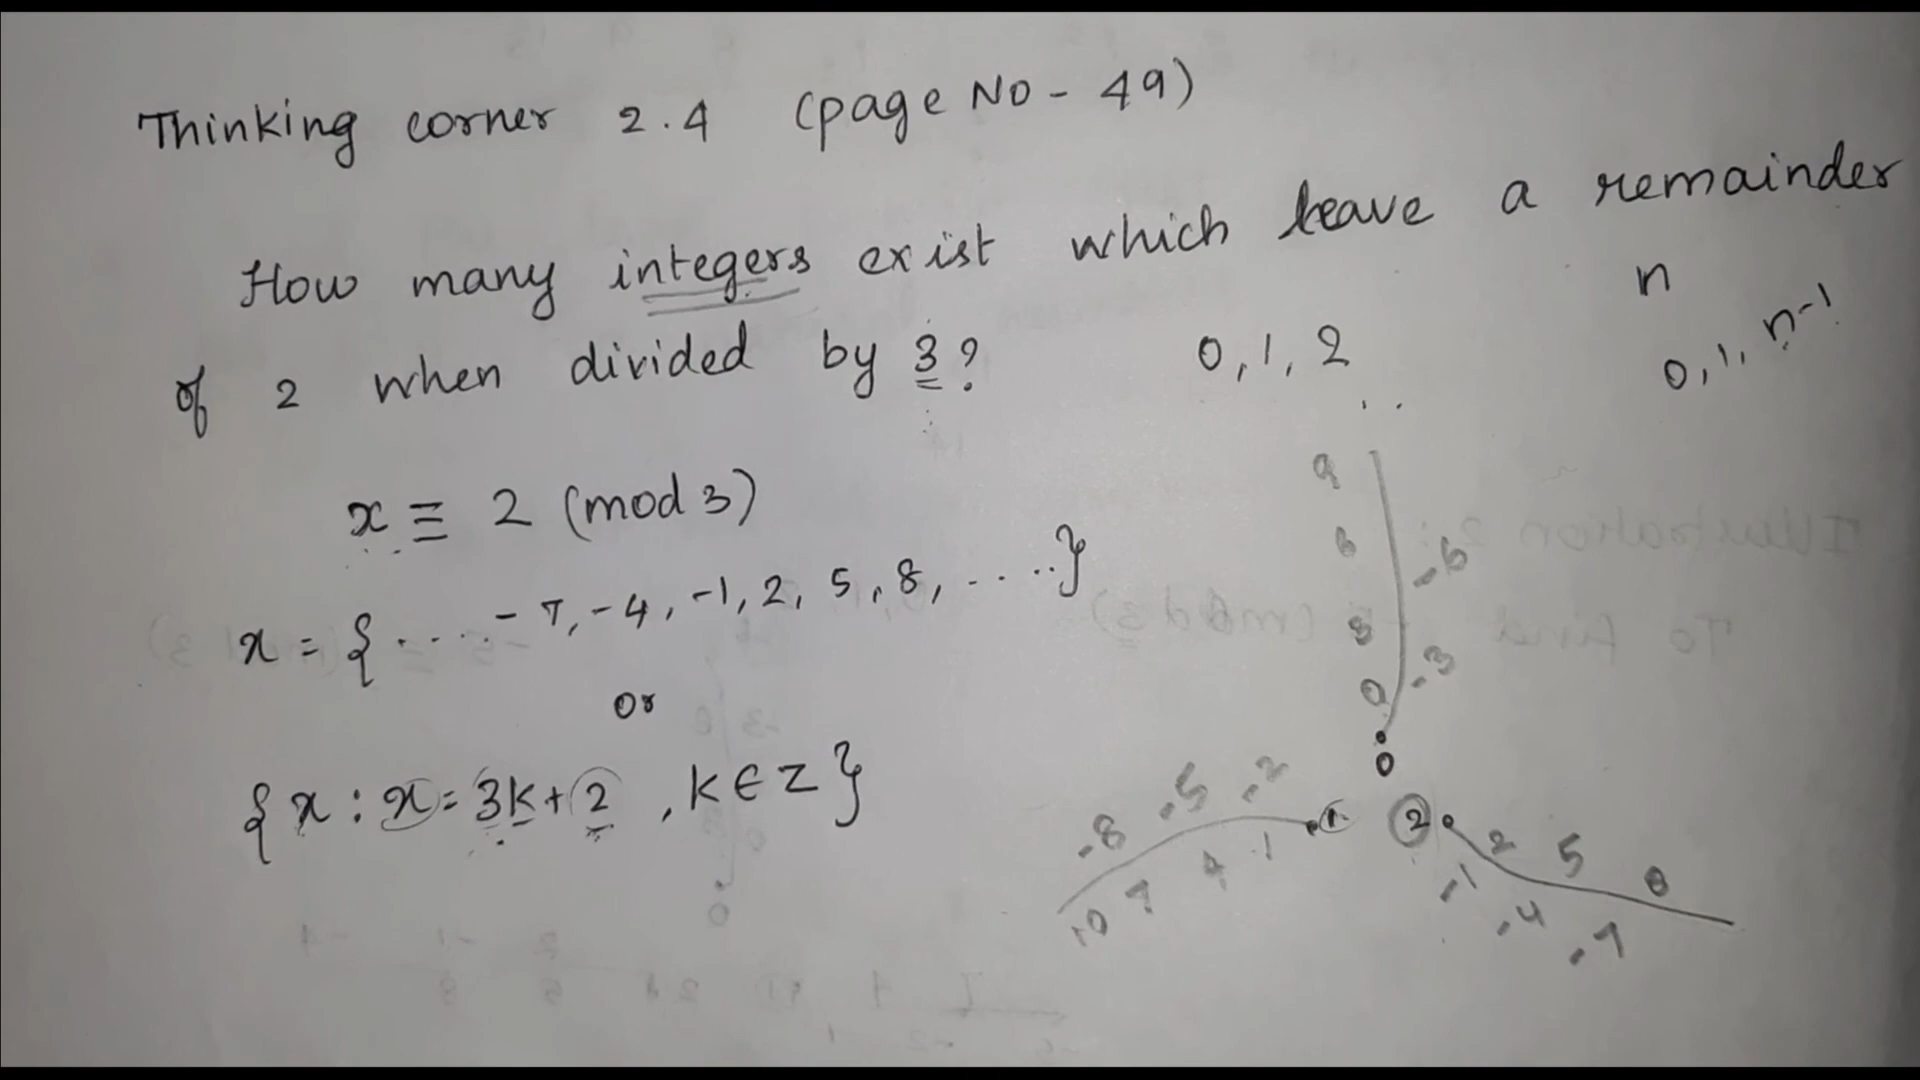 Thinking corner 2.4 (page No - 49)
How many integers exist which leave a remainder
of 2 when divided by 3?
0, 1, 2
n
0, 1, n-1
x ≡ 2 (mod 3)
x = {.... -7, -4, -1, 2, 5, 8, .....}
or
{x : x = 3k+2 , k ∈ Z}
9
6 -6
3 -3
0
0
-8 -5 -2
10 7 4 1
1
2
2 5 8
-1 -4 -7